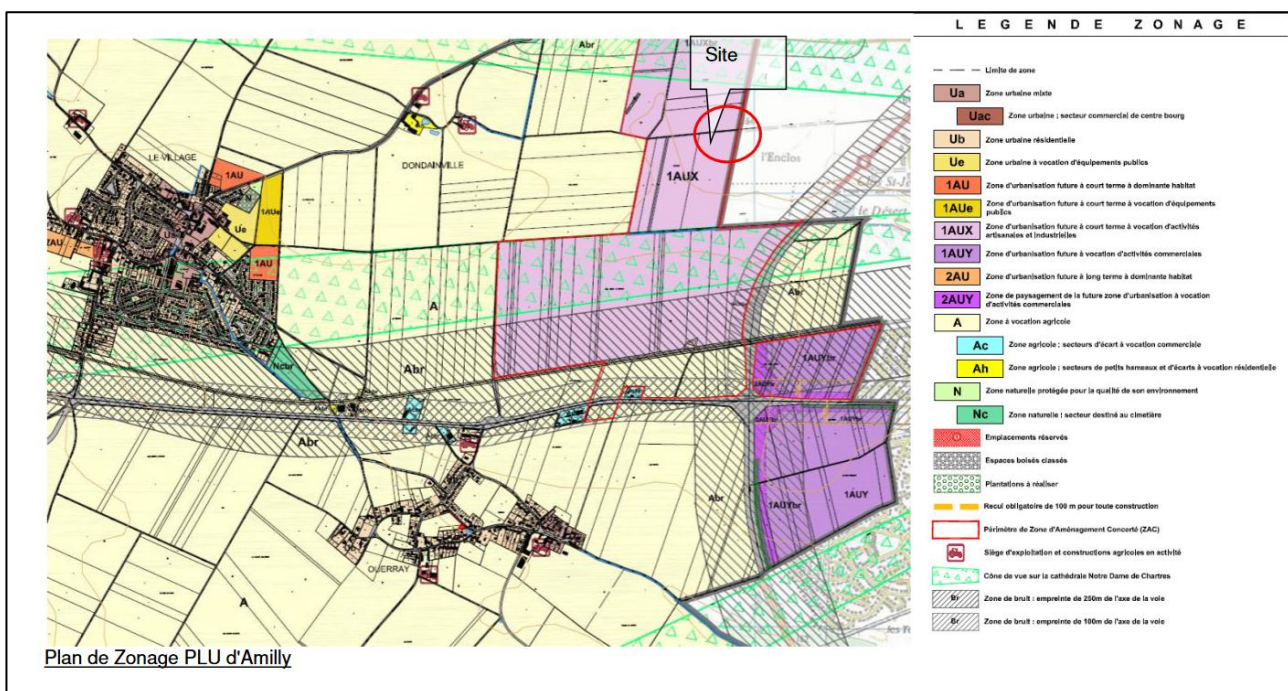 LEGENDE ZONAGE
Site
1AUXbr
Abr
LE VILLAGE
DONDAINVILLE
l'Enclos
1AU
1AUX
le Désert
1AUe
Ue
2AU
1AU
A
Abr
Ncbr
Abr
1AUYbr
Abr
1AUYbr
1AUY
Abr
OUERRAY
A
Plan de Zonage PLU d'Amilly
Limite de zone
Ua Zone urbaine mixte
Uac Zone urbaine ; secteur commercial de centre bourg
Ub Zone urbaine résidentielle
Ue Zone urbaine à vocation d'équipements publics
1AU Zone d'urbanisation future à court terme à dominante habitat
1AUe Zone d'urbanisation future à court terme à vocation d'équipements
publics
1AUX Zone d'urbanisation future à court terme à vocation d'activités
artisanales et industrielles
1AUY Zone d'urbanisation future à vocation d'activités commerciales
2AU Zone d'urbanisation future à long terme à dominante habitat
2AUY Zone de paysagement de la future zone d'urbanisation à vocation
d'activités commerciales
A Zone à vocation agricole
Ac Zone agricole ; secteurs d'écart à vocation commerciale
Ah Zone agricole ; secteurs de petits hameaux et d'écarts à vocation résidentielle
N Zone naturelle protégée pour la qualité de son environnement
Nc Zone naturelle ; secteur destiné au cimetière
Emplacements réservés
Espaces boisés classés
Plantations à réaliser
Recul obligatoire de 100 m pour toute construction
Périmètre de Zone d'Aménagement Concerté (ZAC)
Siège d'exploitation et constructions agricoles en activité
Cône de vue sur la cathédrale Notre Dame de Chartres
Br Zone de bruit : empreinte de 250m de l'axe de la voie
Br Zone de bruit : empreinte de 100m de l'axe de la voie